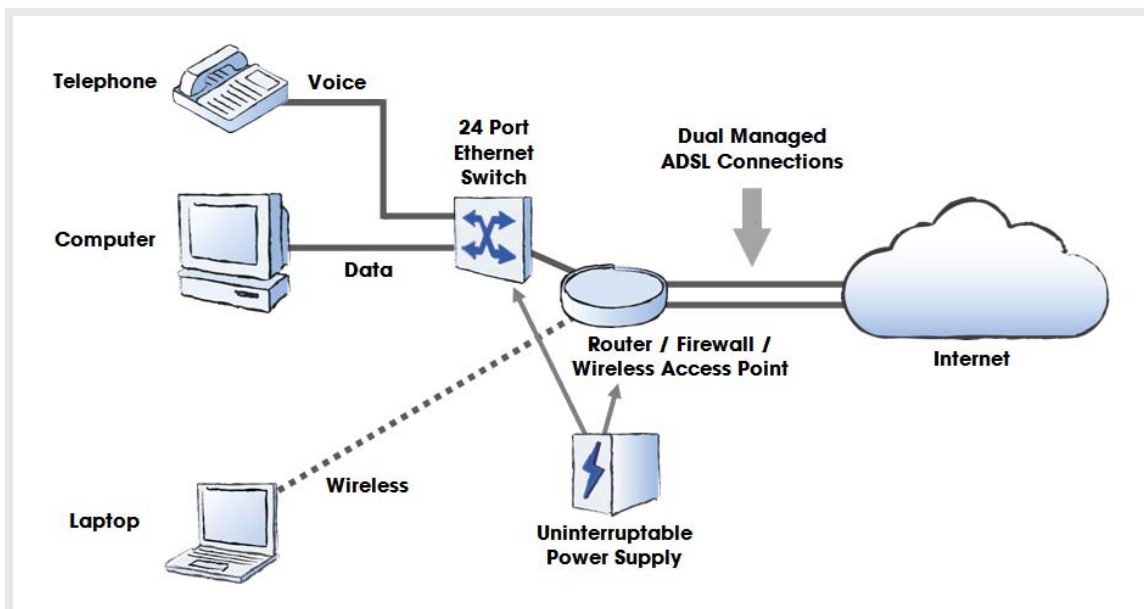 Telephone
Voice
24 Port
Ethernet
Switch
Dual Managed
ADSL Connections
Computer
Data
Router / Firewall /
Wireless Access Point
Internet
Wireless
Laptop
Uninterruptable
Power Supply